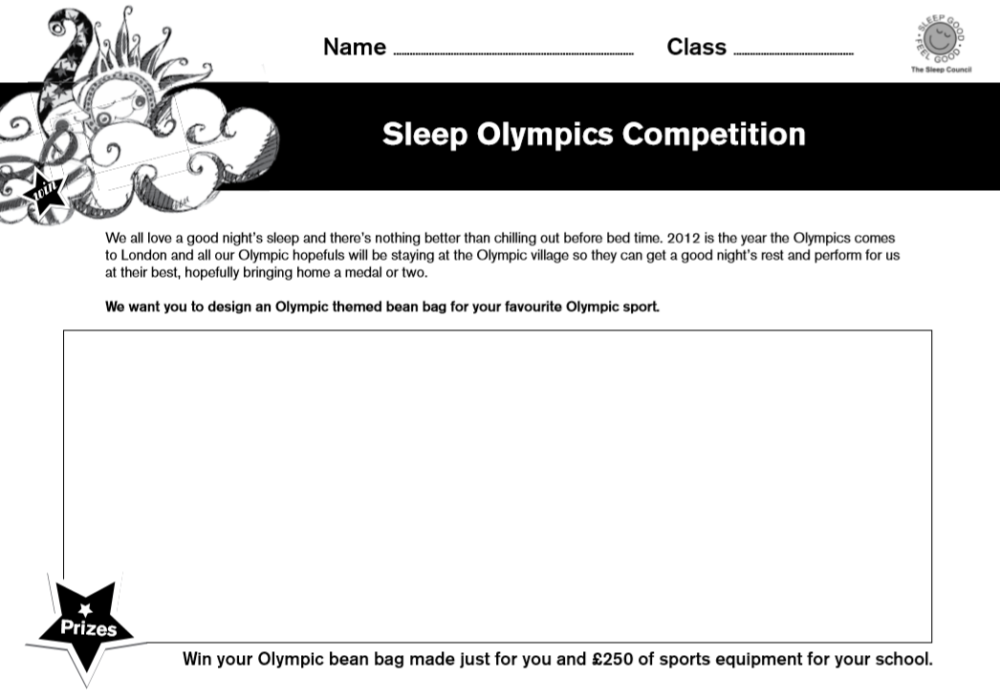 Name Class
SLEEP GOOD
FEEL GOOD
The Sleep Council
Sleep Olympics Competition
win
We all love a good night's sleep and there's nothing better than chilling out before bed time. 2012 is the year the Olympics comes
to London and all our Olympic hopefuls will be staying at the Olympic village so they can get a good night's rest and perform for us
at their best, hopefully bringing home a medal or two.
We want you to design an Olympic themed bean bag for your favourite Olympic sport.
Prizes
Win your Olympic bean bag made just for you and £250 of sports equipment for your school.